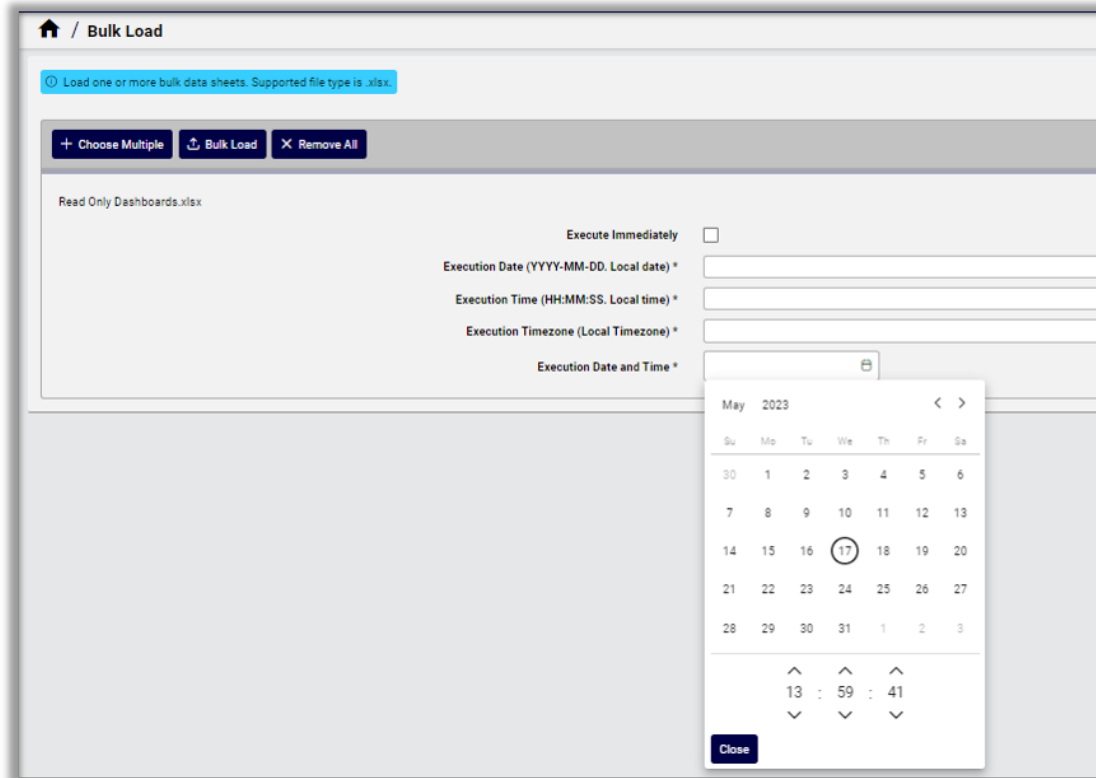 / Bulk Load
Load one or more bulk data sheets. Supported file type is .xlsx.
+ Choose Multiple Bulk Load X Remove All
Read Only Dashboards.xlsx
Execute Immediately
Execution Date (YYYY-MM-DD. Local date) *
Execution Time (HH:MM:SS. Local time) *
Execution Timezone (Local Timezone) *
Execution Date and Time *
May 2023 < >
Su Mo Tu We Th Fr Sa
30 1 2 3 4 5 6
7 8 9 10 11 12 13
14 15 16 17 18 19 20
21 22 23 24 25 26 27
28 29 30 31 1 2 3
13 : 59 : 41
Close